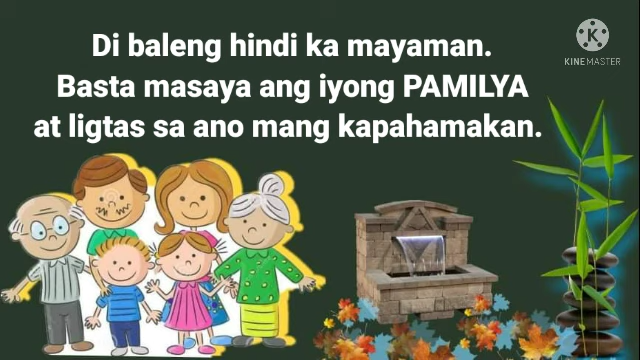 Di baleng hindi ka mayaman.
Basta masaya ang iyong PAMILYA
at ligtas sa ano mang kapahamakan.
K
KINEMASTER